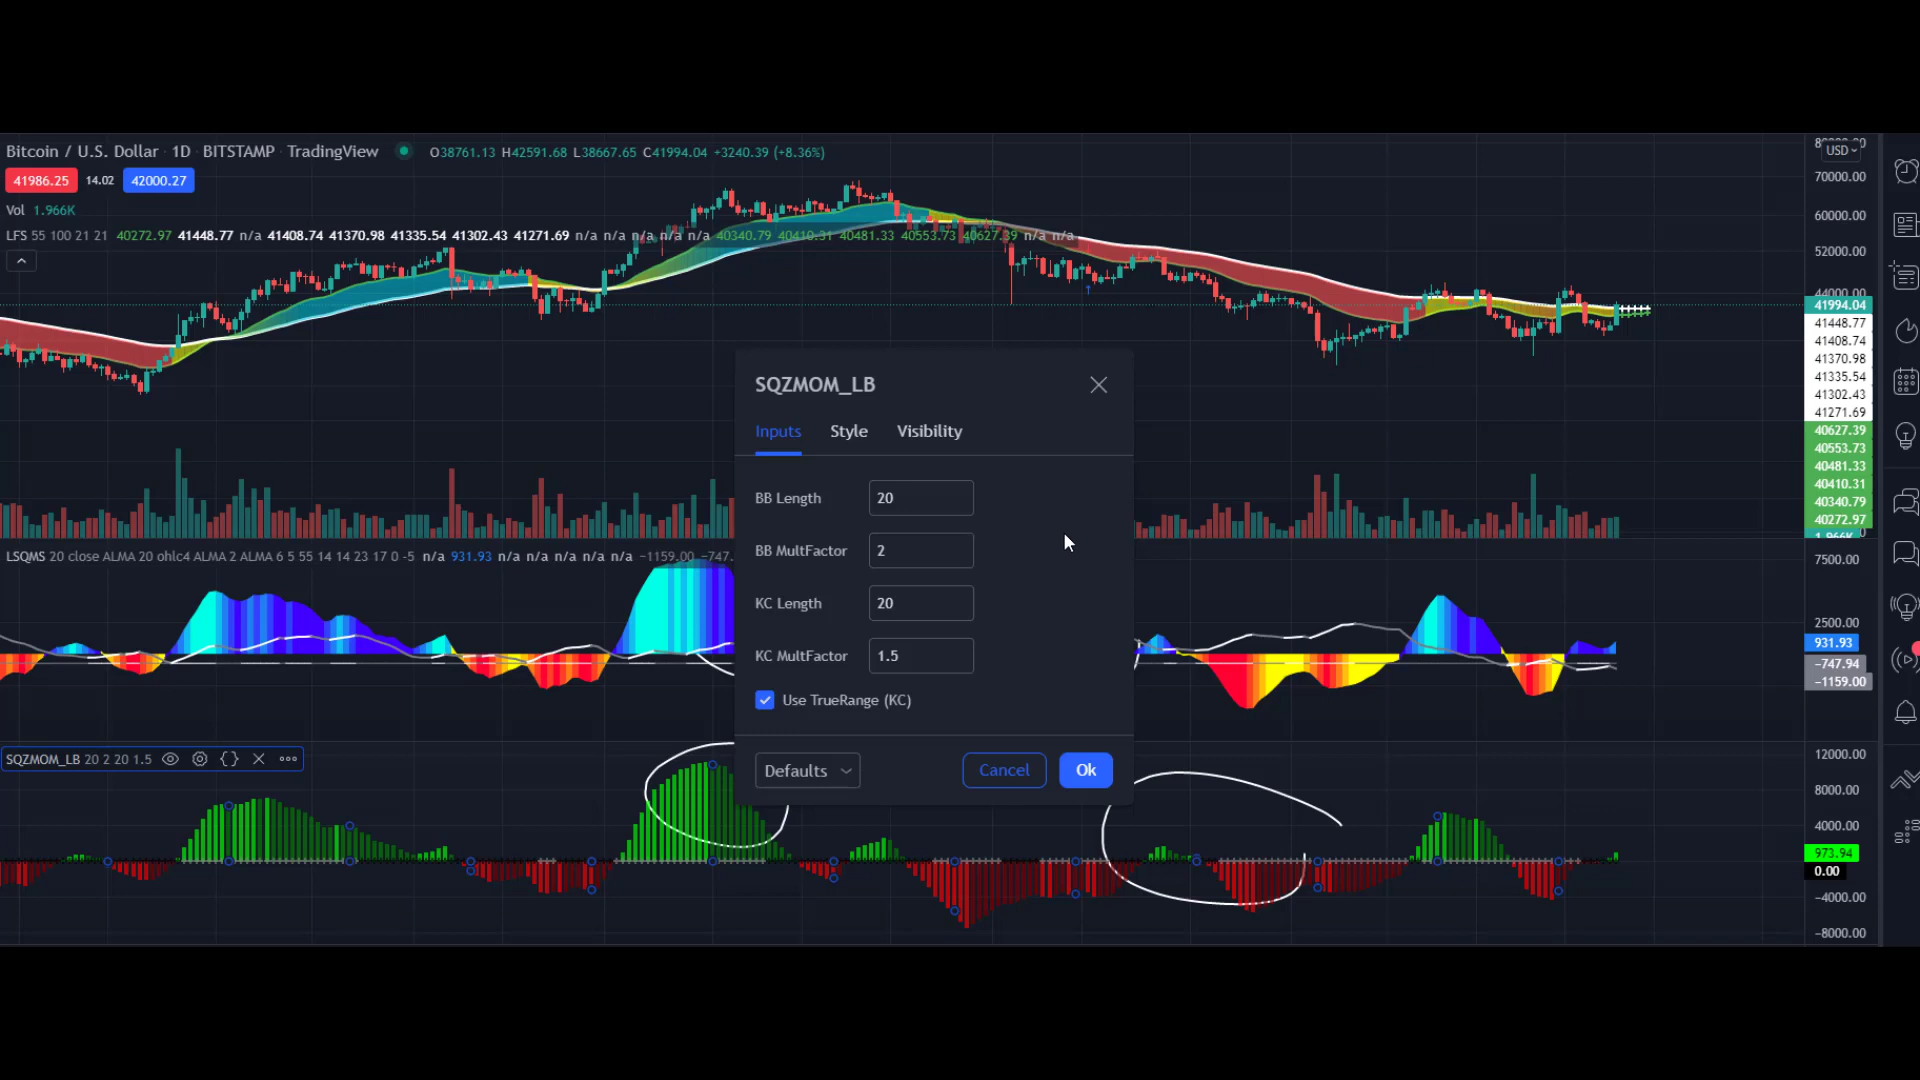 Bitcoin / U.S. Dollar 1D BITSTAMP TradingView O38761.13 H42591.68 L38667.65 C41994.04 +3240.39 (+8.36%)
USD
41986.25 14.02 42000.27
70000.00
Vol 1.966K
60000.00
LFS 55 100 21 21 40272.97 41448.77 n/a 41408.74 41370.98 41335.54 41302.43 41271.69 n/a n/a n/a n/a n/a 40340.79 40410.31 40481.33 40553.73 40627.39 n/a n/a
52000.00
44000.00
41994.04
41448.77
41408.74
41370.98
41335.54
41302.43
41271.69
40627.39
40553.73
40481.33
40410.31
40340.79
40272.97
1.966K
SQZMOM_LB
Inputs Style Visibility
BB Length 20
BB MultFactor 2
KC Length 20
KC MultFactor 1.5
Use TrueRange (KC)
Defaults Cancel Ok
LSQMS 20 close ALMA 20 ohlc4 ALMA 2 ALMA 6 5 55 14 14 23 17 0 -5 n/a 931.93 n/a n/a n/a n/a n/a −1159.00 −747.
7500.00
2500.00
931.93
−747.94
−1159.00
SQZMOM_LB 20 2 20 1.5
12000.00
8000.00
4000.00
973.94
0.00
−4000.00
−8000.00